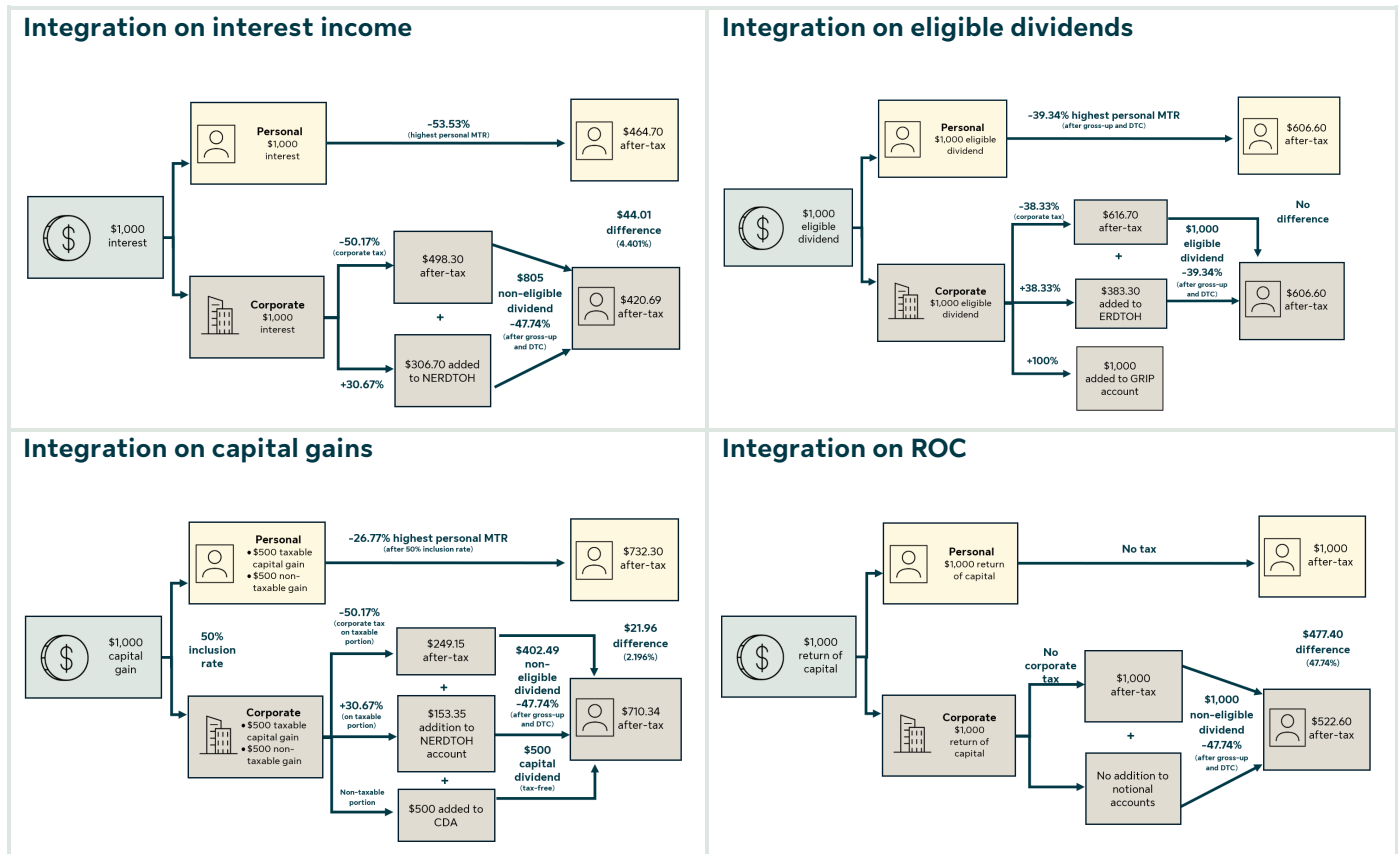 Integration on interest income
-53.53%
(highest personal MTR)
Personal
$1,000
interest
$464.70
after-tax
$1,000
interest
$44.01
difference
(4.401%)
-50.17%
(corporate tax)
$498.30
after-tax
Corporate
$1,000
interest
+
$805
non-eligible
dividend
-47.74%
(after gross-up
and DTC)
$420.69
after-tax
+30.67%
$306.70 added
to NERDTOH
Integration on eligible dividends
-39.34% highest personal MTR
(after gross-up and DTC)
Personal
$1,000 eligible
dividend
$606.60
after-tax
$1,000
eligible
dividend
No
difference
-38.33%
(corporate tax)
$616.70
after-tax
+
$1,000
eligible
dividend
-39.34%
(after gross-up
and DTC)
Corporate
$1,000 eligible
dividend
+38.33%
$383.30
added to
ERDTOH
$606.60
after-tax
+100%
$1,000
added to GRIP
account
Integration on capital gains
-26.77% highest personal MTR
(after 50% inclusion rate)
Personal
•$500 taxable
capital gain
•$500 non-
taxable gain
$732.30
after-tax
$1,000
capital
gain
50%
inclusion
rate
$21.96
difference
(2.196%)
-50.17%
(corporate tax
on taxable
portion)
$249.15
after-tax
+
$402.49
non-
eligible
dividend
-47.74%
(after gross-up
and DTC)
Corporate
•$500 taxable
capital gain
•$500 non-
taxable gain
+30.67%
(on taxable
portion)
$153.35
addition to
NERDTOH
account
$710.34
after-tax
+
$500
capital
dividend
(tax-free)
Non-taxable
portion
$500 added to
CDA
Integration on ROC
No tax
Personal
$1,000 return
of capital
$1,000
after-tax
$1,000
return of
capital
$477.40
difference
(47.74%)
No
corporate
tax
$1,000
after-tax
+
$1,000
non-eligible
dividend
-47.74%
(after gross-up
and DTC)
Corporate
$1,000
return of
capital
$522.60
after-tax
No addition to
notional
accounts